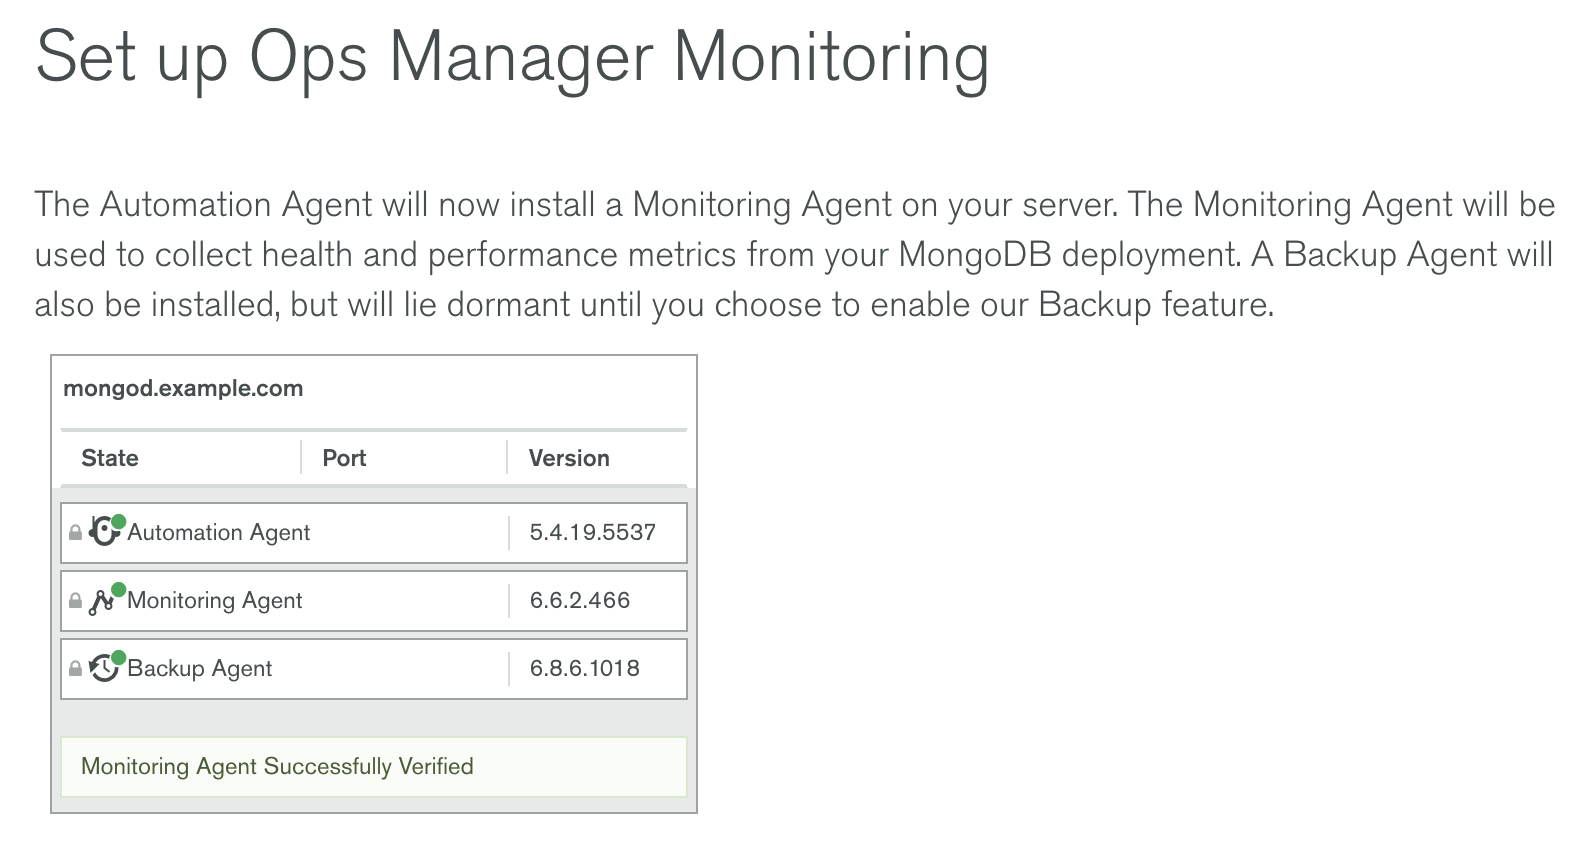 Set up Ops Manager Monitoring
The Automation Agent will now install a Monitoring Agent on your server. The Monitoring Agent will be
used to collect health and performance metrics from your MongoDB deployment. A Backup Agent will
also be installed, but will lie dormant until you choose to enable our Backup feature.
mongod.example.com
State Port Version
Automation Agent 5.4.19.5537
Monitoring Agent 6.6.2.466
Backup Agent 6.8.6.1018
Monitoring Agent Successfully Verified